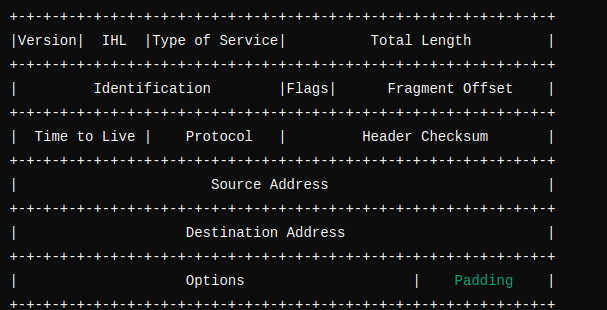 +-+-+-+-+-+-+-+-+-+-+-+-+-+-+-+-+-+-+-+-+-+-+-+-+-+-+-+-+-+-+-+-+
|Version|  IHL  |Type of Service|          Total Length         |
+-+-+-+-+-+-+-+-+-+-+-+-+-+-+-+-+-+-+-+-+-+-+-+-+-+-+-+-+-+-+-+-+
|         Identification        |Flags|      Fragment Offset    |
+-+-+-+-+-+-+-+-+-+-+-+-+-+-+-+-+-+-+-+-+-+-+-+-+-+-+-+-+-+-+-+-+
|  Time to Live |    Protocol   |         Header Checksum       |
+-+-+-+-+-+-+-+-+-+-+-+-+-+-+-+-+-+-+-+-+-+-+-+-+-+-+-+-+-+-+-+-+
|                       Source Address                          |
+-+-+-+-+-+-+-+-+-+-+-+-+-+-+-+-+-+-+-+-+-+-+-+-+-+-+-+-+-+-+-+-+
|                    Destination Address                        |
+-+-+-+-+-+-+-+-+-+-+-+-+-+-+-+-+-+-+-+-+-+-+-+-+-+-+-+-+-+-+-+-+
|                    Options                    |    Padding    |
+-+-+-+-+-+-+-+-+-+-+-+-+-+-+-+-+-+-+-+-+-+-+-+-+-+-+-+-+-+-+-+-+